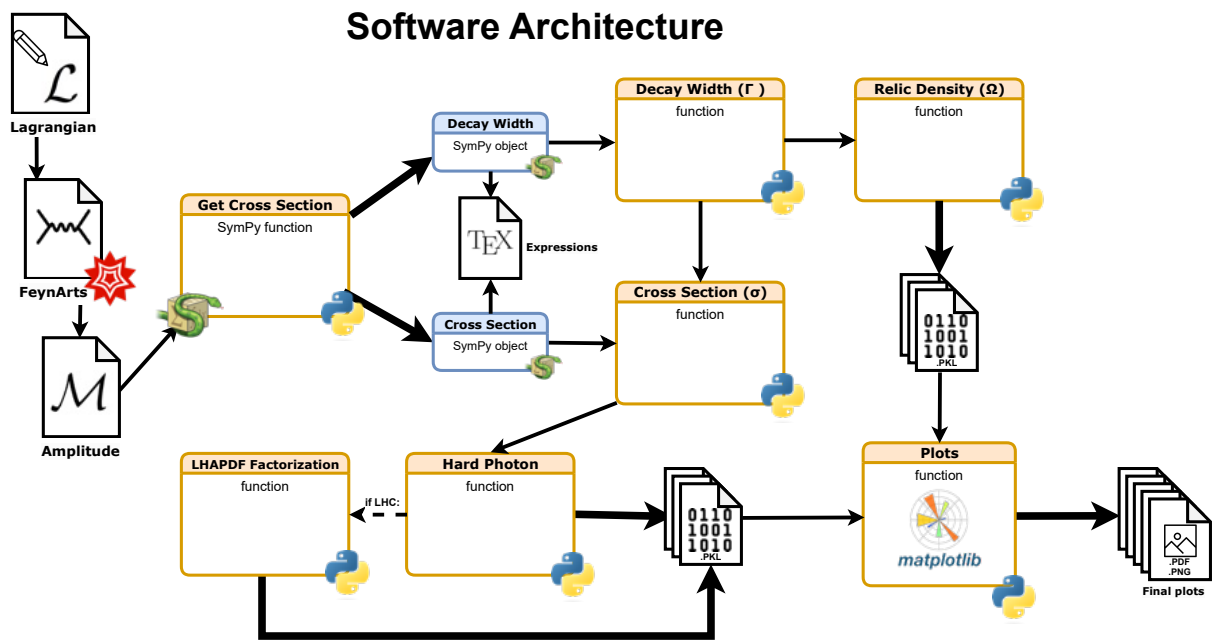 Software Architecture
ℒ
Lagrangian
FeynArts
ℳ
Amplitude
Get Cross Section
SymPy function
Decay Width
SymPy object
TEX
Expressions
Cross Section
SymPy object
Decay Width (Γ )
function
Relic Density (Ω)
function
Cross Section (σ)
function
0110
1001
1010
.PKL
LHAPDF Factorization
function
if LHC:
Hard Photon
function
0110
1001
1010
.PKL
Plots
function
matplotlib
.PDF
.PNG
Final plots